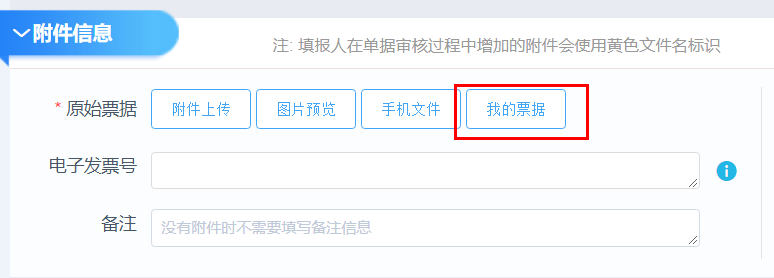 附件信息
注: 填报人在单据审核过程中增加的附件会使用黄色文件名标识
* 原始票据 附件上传 图片预览 手机文件 我的票据
电子发票号
备注 没有附件时不需要填写备注信息